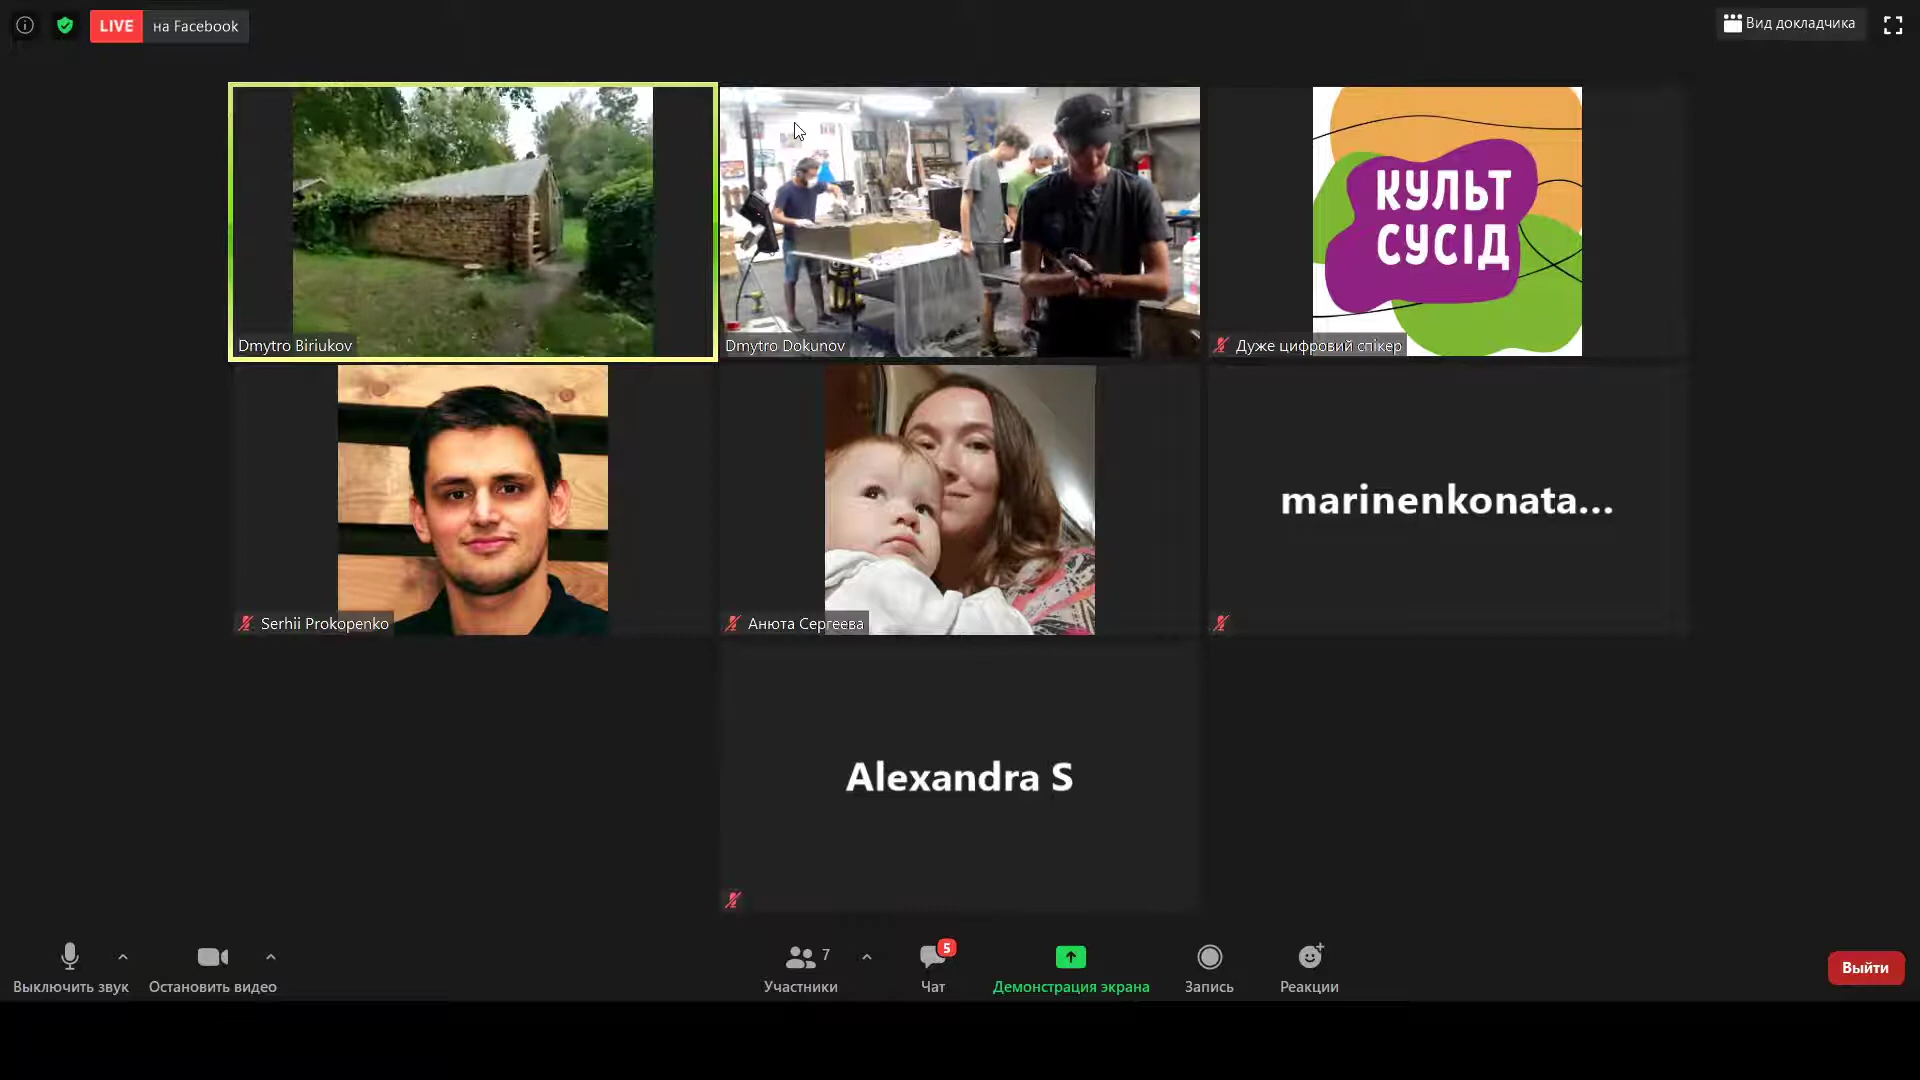 LIVE на Facebook
Вид докладчика
Dmytro Biriukov
Dmytro Dokunov
КУЛЬТ
СУСІД
Дуже цифровий спікер
Serhii Prokopenko
Анюта Сергеева
marinenkonata...
Alexandra S
Выключить звук
Остановить видео
7
Участники
5
Чат
Демонстрация экрана
Запись
Реакции
Выйти